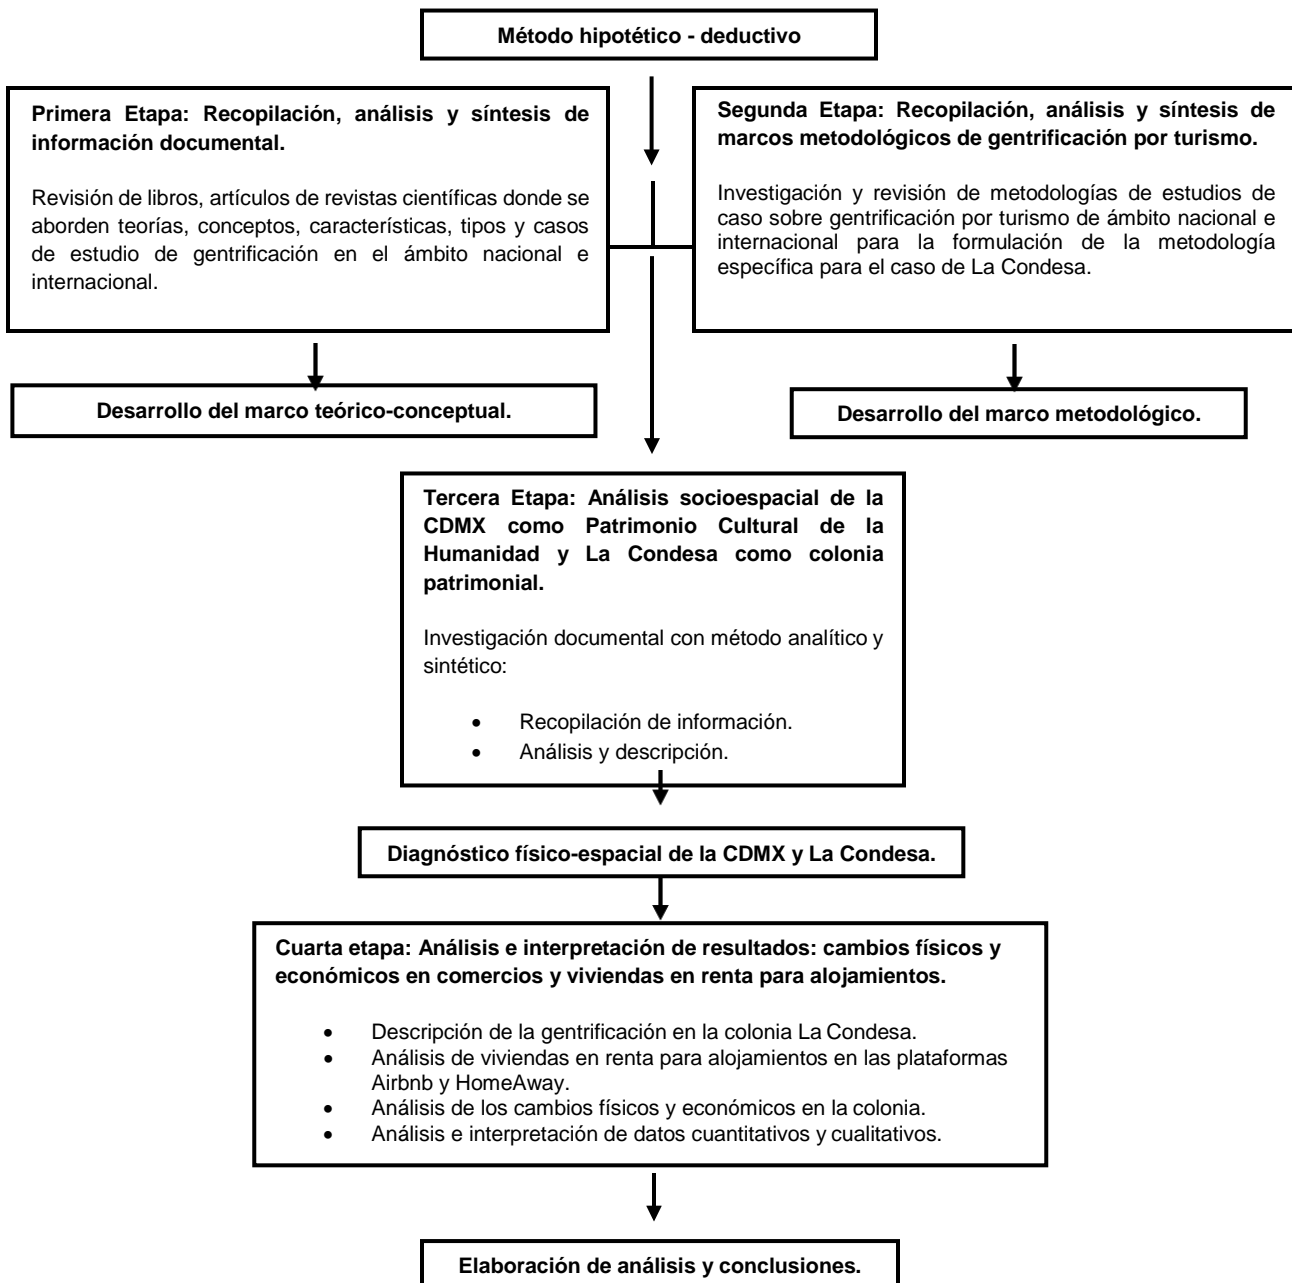 Método hipotético - deductivo
Primera Etapa: Recopilación, análisis y síntesis de
información documental.
Revisión de libros, artículos de revistas científicas donde se
aborden teorías, conceptos, características, tipos y casos
de estudio de gentrificación en el ámbito nacional e
internacional.
Segunda Etapa: Recopilación, análisis y síntesis de
marcos metodológicos de gentrificación por turismo.
Investigación y revisión de metodologías de estudios de
caso sobre gentrificación por turismo de ámbito nacional e
internacional para la formulación de la metodología
específica para el caso de La Condesa.
Desarrollo del marco teórico-conceptual.
Desarrollo del marco metodológico.
Tercera Etapa: Análisis socioespacial de la
CDMX como Patrimonio Cultural de la
Humanidad y La Condesa como colonia
patrimonial.
Investigación documental con método analítico y
sintético:
• Recopilación de información.
• Análisis y descripción.
Diagnóstico físico-espacial de la CDMX y La Condesa.
Cuarta etapa: Análisis e interpretación de resultados: cambios físicos y
económicos en comercios y viviendas en renta para alojamientos.
• Descripción de la gentrificación en la colonia La Condesa.
• Análisis de viviendas en renta para alojamientos en las plataformas
Airbnb y HomeAway.
• Análisis de los cambios físicos y económicos en la colonia.
• Análisis e interpretación de datos cuantitativos y cualitativos.
Elaboración de análisis y conclusiones.